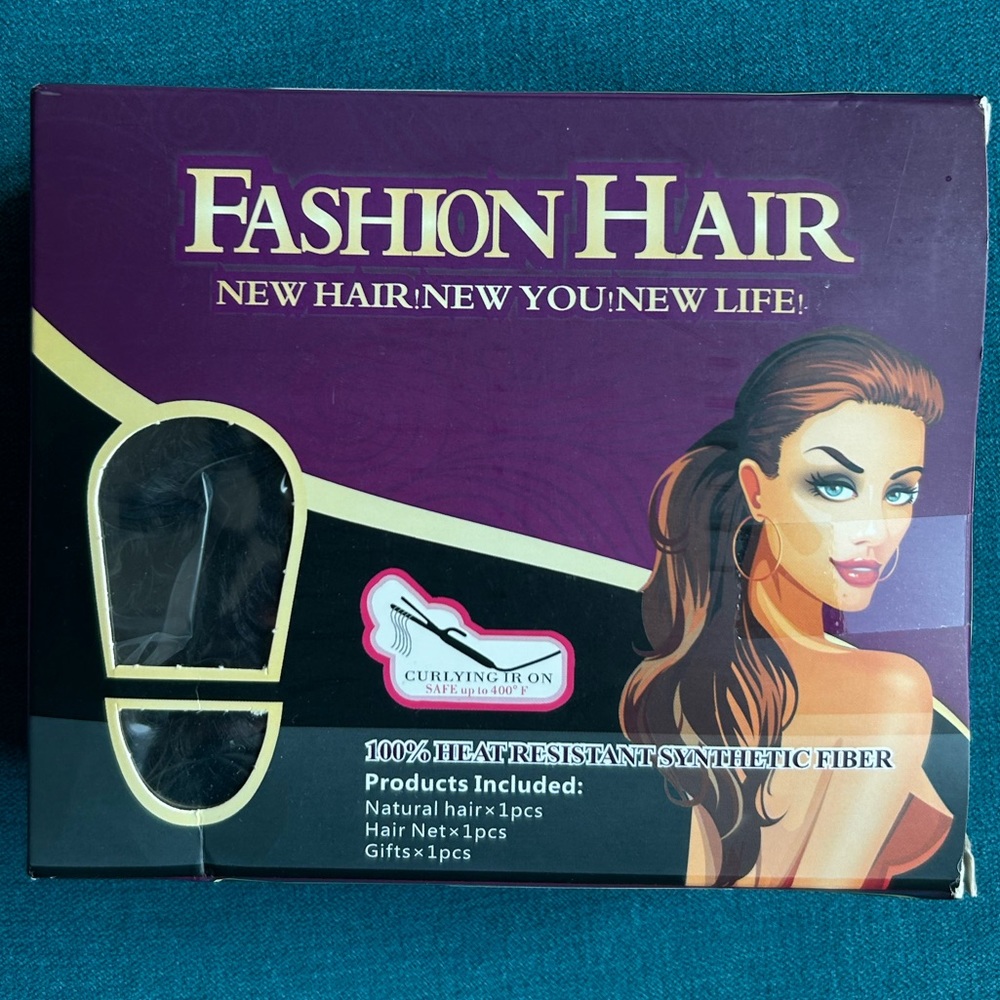 FASHION HAIR
NEW HAIR!NEW YOU!NEW LIFE!
CURLYING IR ON
SAFE up to 400° F
100% HEAT RESISTANT SYNTHETIC FIBER
Products Included:
Natural hair×1pcs
Hair Net×1pcs
Gifts×1pcs